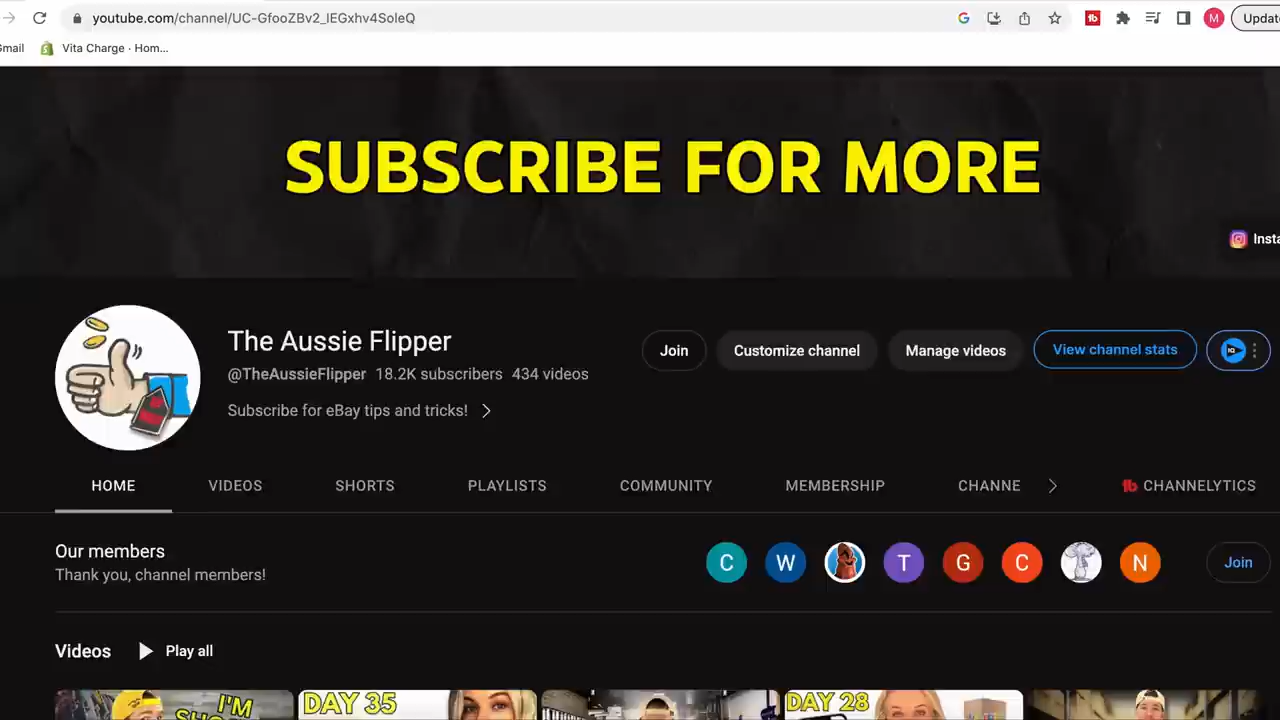 youtube.com/channel/UC-GfooZBv2_IEGxhv4SoleQ
Update
Gmail
Vita Charge · Hom...
SUBSCRIBE FOR MORE
Insta
The Aussie Flipper
Join
Customize channel
Manage videos
View channel stats
@TheAussieFlipper 18.2K subscribers 434 videos
Subscribe for eBay tips and tricks!
HOME
VIDEOS
SHORTS
PLAYLISTS
COMMUNITY
MEMBERSHIP
CHANNE
CHANNELYTICS
Our members
Thank you, channel members!
C
W
T
G
C
N
Join
Videos
Play all
I'M
DAY 35
DAY 28